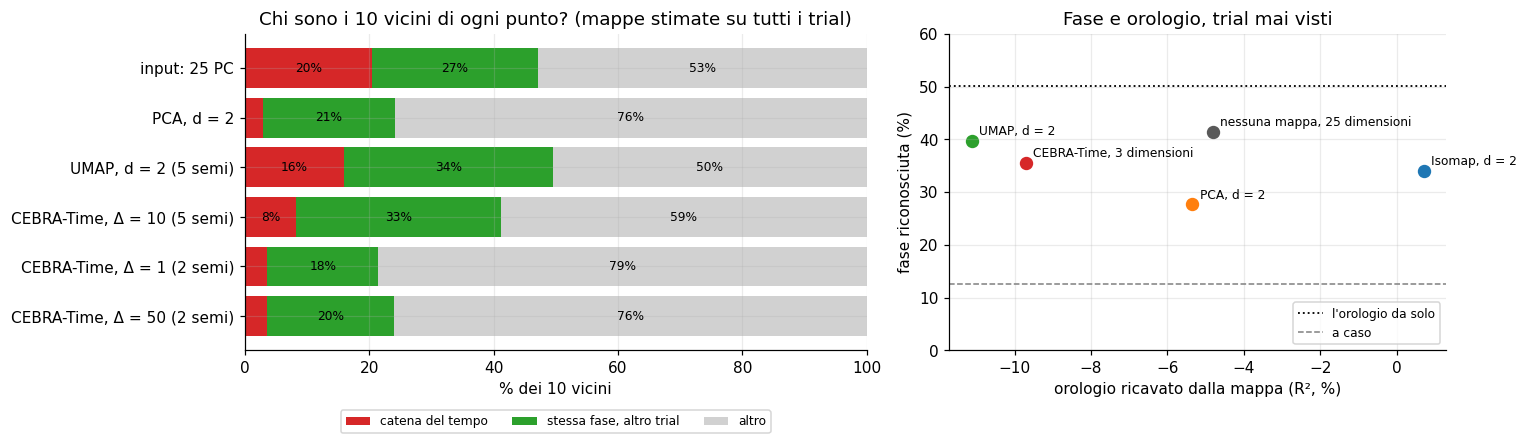 Chi sono i 10 vicini di ogni punto? (mappe stimate su tutti i trial)
input: 25 PC
20%
27%
53%
PCA, d = 2
21%
76%
UMAP, d = 2 (5 semi)
16%
34%
50%
CEBRA-Time, Δ = 10 (5 semi)
8%
33%
59%
CEBRA-Time, Δ = 1 (2 semi)
18%
79%
CEBRA-Time, Δ = 50 (2 semi)
20%
76%
0
20
40
60
80
100
% dei 10 vicini
catena del tempo
stessa fase, altro trial
altro
Fase e orologio, trial mai visti
fase riconosciuta (%)
60
50
40
30
20
10
0
UMAP, d = 2
CEBRA-Time, 3 dimensioni
nessuna mappa, 25 dimensioni
PCA, d = 2
Isomap, d = 2
l'orologio da solo
a caso
−10
−8
−6
−4
−2
0
orologio ricavato dalla mappa (R², %)